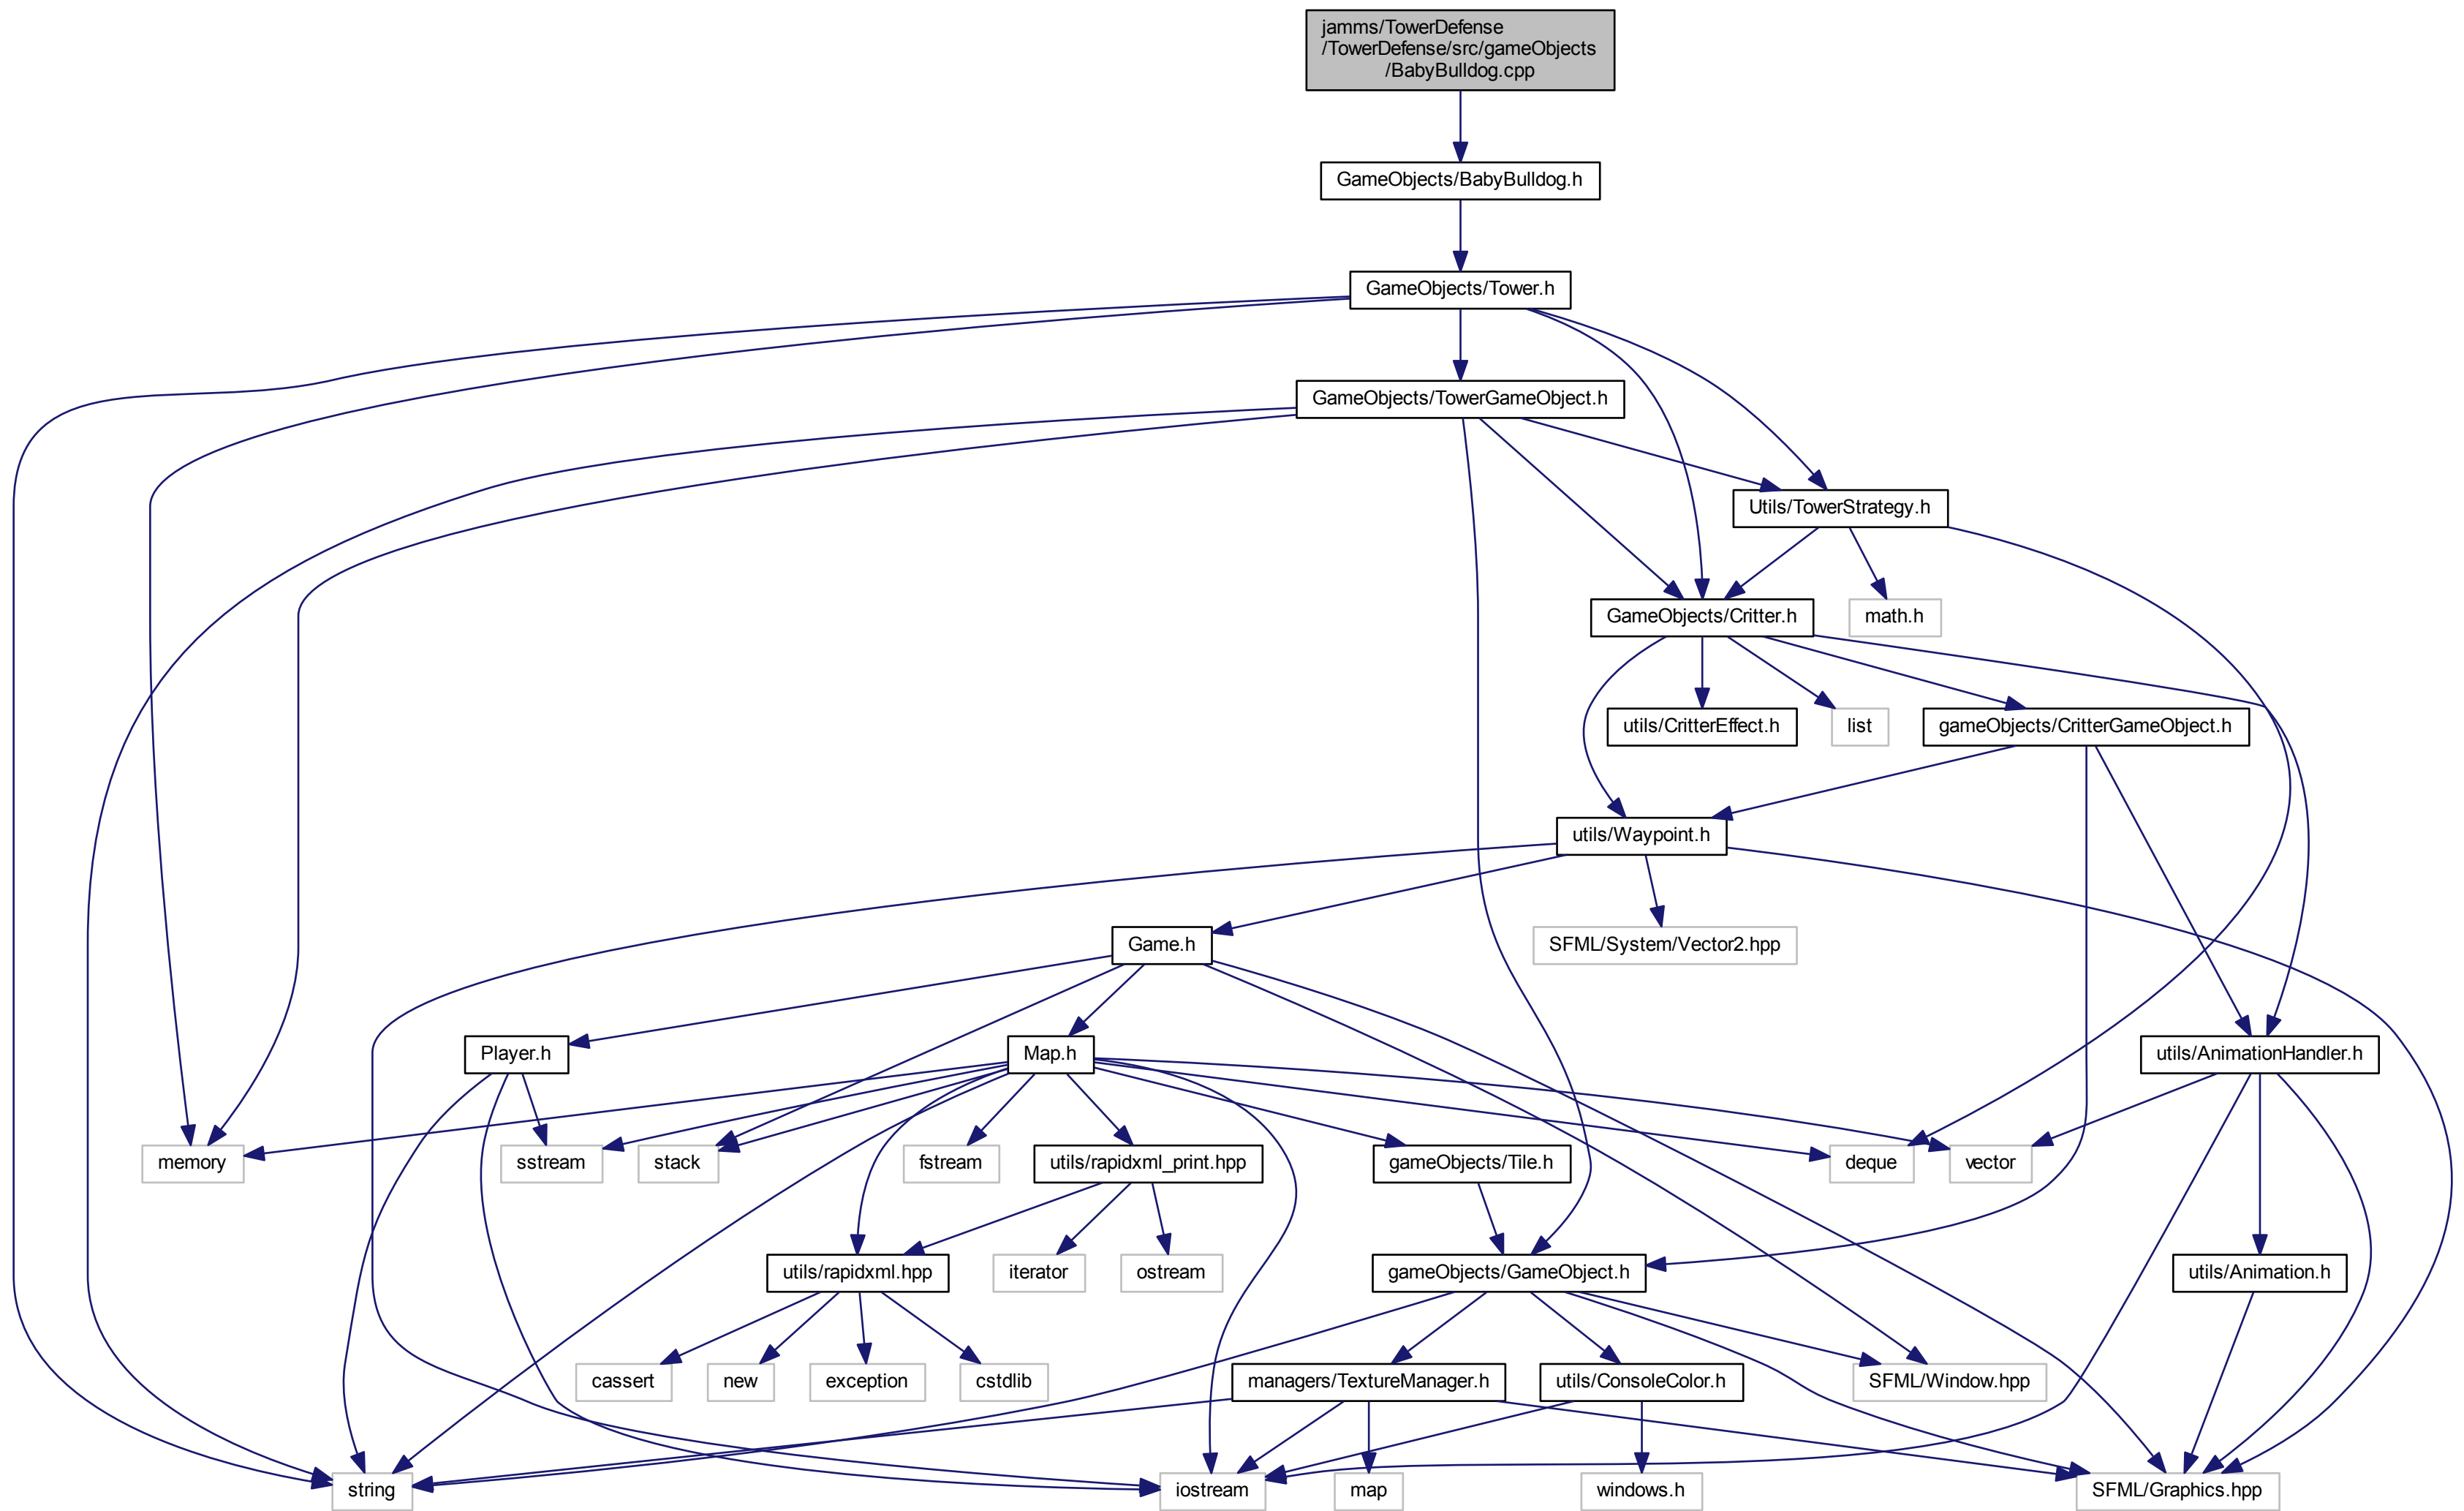 jamms/TowerDefense
/TowerDefense/src/gameObjects
/BabyBulldog.cpp
GameObjects/BabyBulldog.h
GameObjects/Tower.h
GameObjects/TowerGameObject.h
Utils/TowerStrategy.h
GameObjects/Critter.h
math.h
utils/CritterEffect.h
list
gameObjects/CritterGameObject.h
utils/Waypoint.h
Game.h
SFML/System/Vector2.hpp
Player.h
Map.h
utils/AnimationHandler.h
memory
sstream
stack
fstream
utils/rapidxml_print.hpp
gameObjects/Tile.h
deque
vector
utils/rapidxml.hpp
iterator
ostream
gameObjects/GameObject.h
utils/Animation.h
cassert
new
exception
cstdlib
managers/TextureManager.h
utils/ConsoleColor.h
SFML/Window.hpp
string
iostream
map
windows.h
SFML/Graphics.hpp